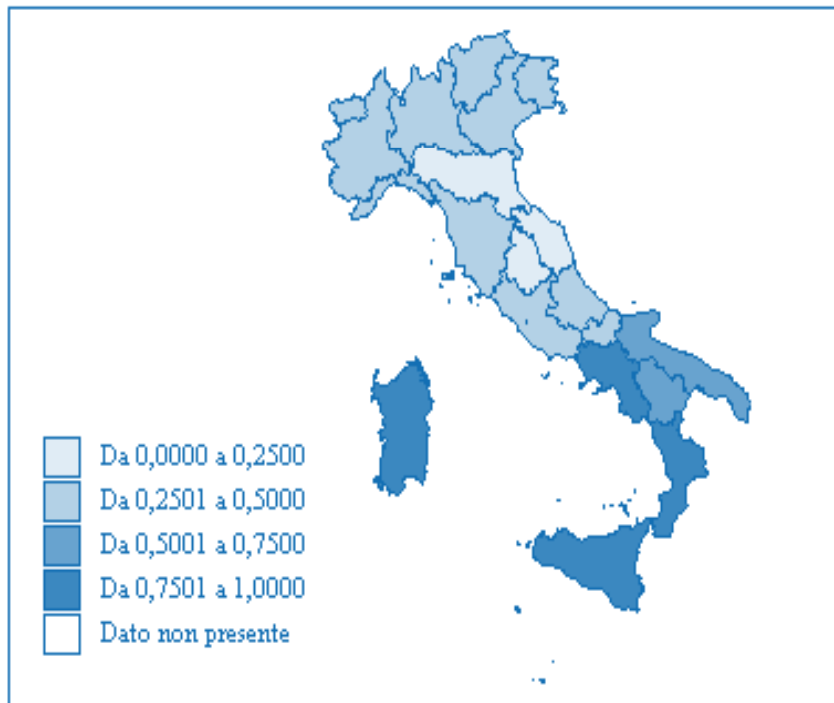 Da 0,0000 a 0,2500
Da 0,2501 a 0,5000
Da 0,5001 a 0,7500
Da 0,7501 a 1,0000
Dato non presente